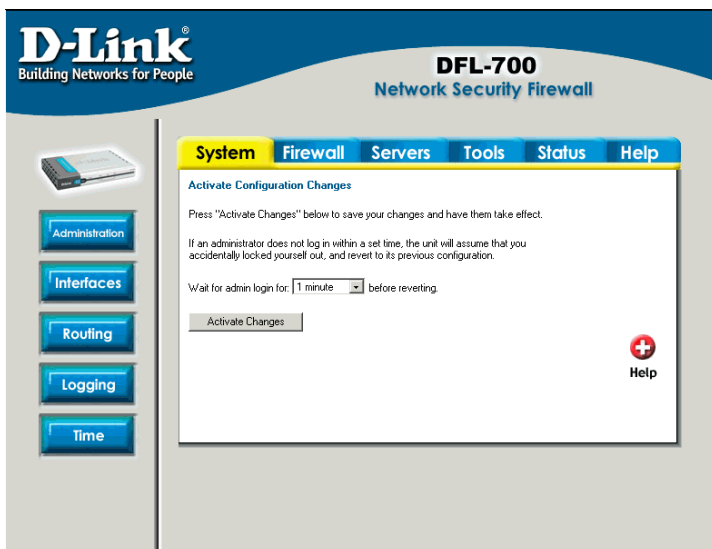 D-Link®
Building Networks for People
DFL-700
Network Security Firewall
System Firewall Servers Tools Status Help
Administration
Interfaces
Routing
Logging
Time
Activate Configuration Changes
Press "Activate Changes" below to save your changes and have them take effect.
If an administrator does not log in within a set time, the unit will assume that you
accidentally locked yourself out, and revert to its previous configuration.
Wait for admin login for: 1 minute before reverting.
Activate Changes
Help